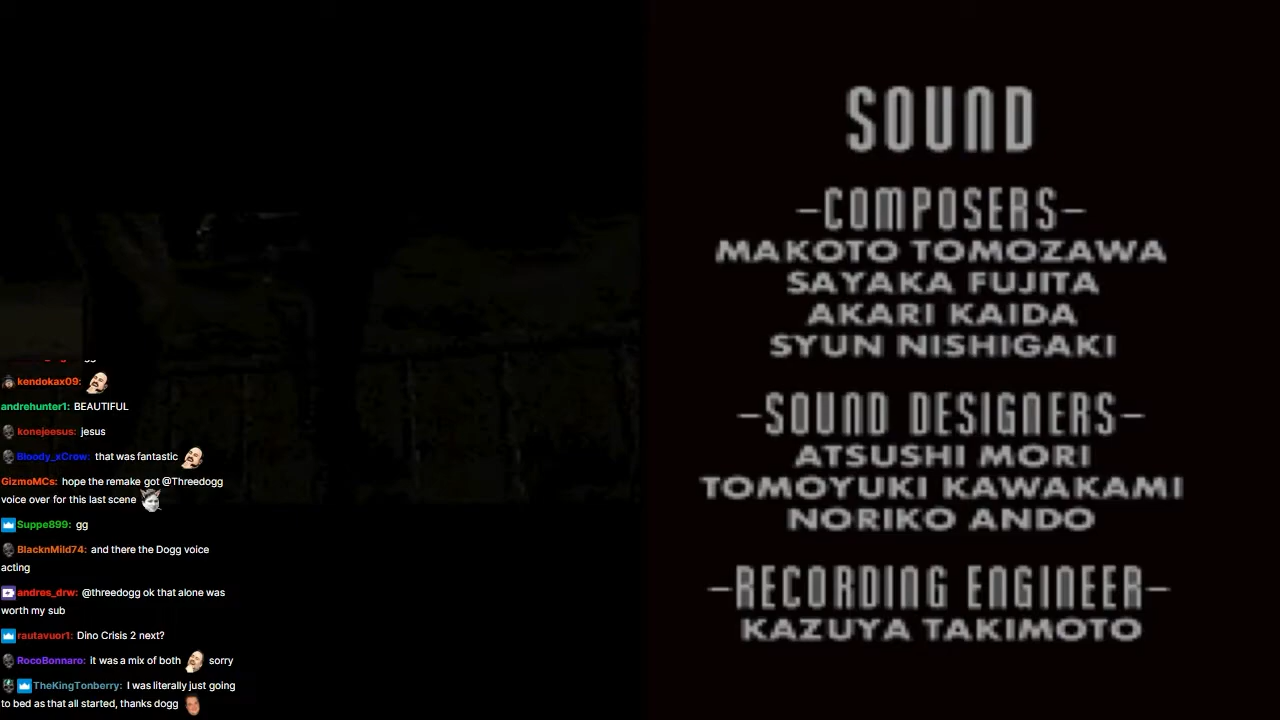 kendokax09:
andrehunter1: BEAUTIFUL
konejeesus: jesus
Bloody_xCrow: that was fantastic
GizmoMCs: hope the remake got @Threedogg
voice over for this last scene
Suppe899: gg
BlacknMild74: and there the Dogg voice
acting
andros_drw: @threedogg ok that alone was
worth my sub
rautavuor1: Dino Crisis 2 next?
RocoBonnaro: it was a mix of both sorry
TheKingTonberry: I was literally just going
to bed as that all started, thanks dogg
SOUND
-COMPOSERS-
MAKOTO TOMOZAWA
SAYAKA FUJITA
AKARI KAIDA
SYUN NISHIGAKI
-SOUND DESIGNERS-
ATSUSHI MORI
TOMOYUKI KAWAKAMI
NORIKO ANDO
-RECORDING ENGINEER-
KAZUYA TAKIMOTO